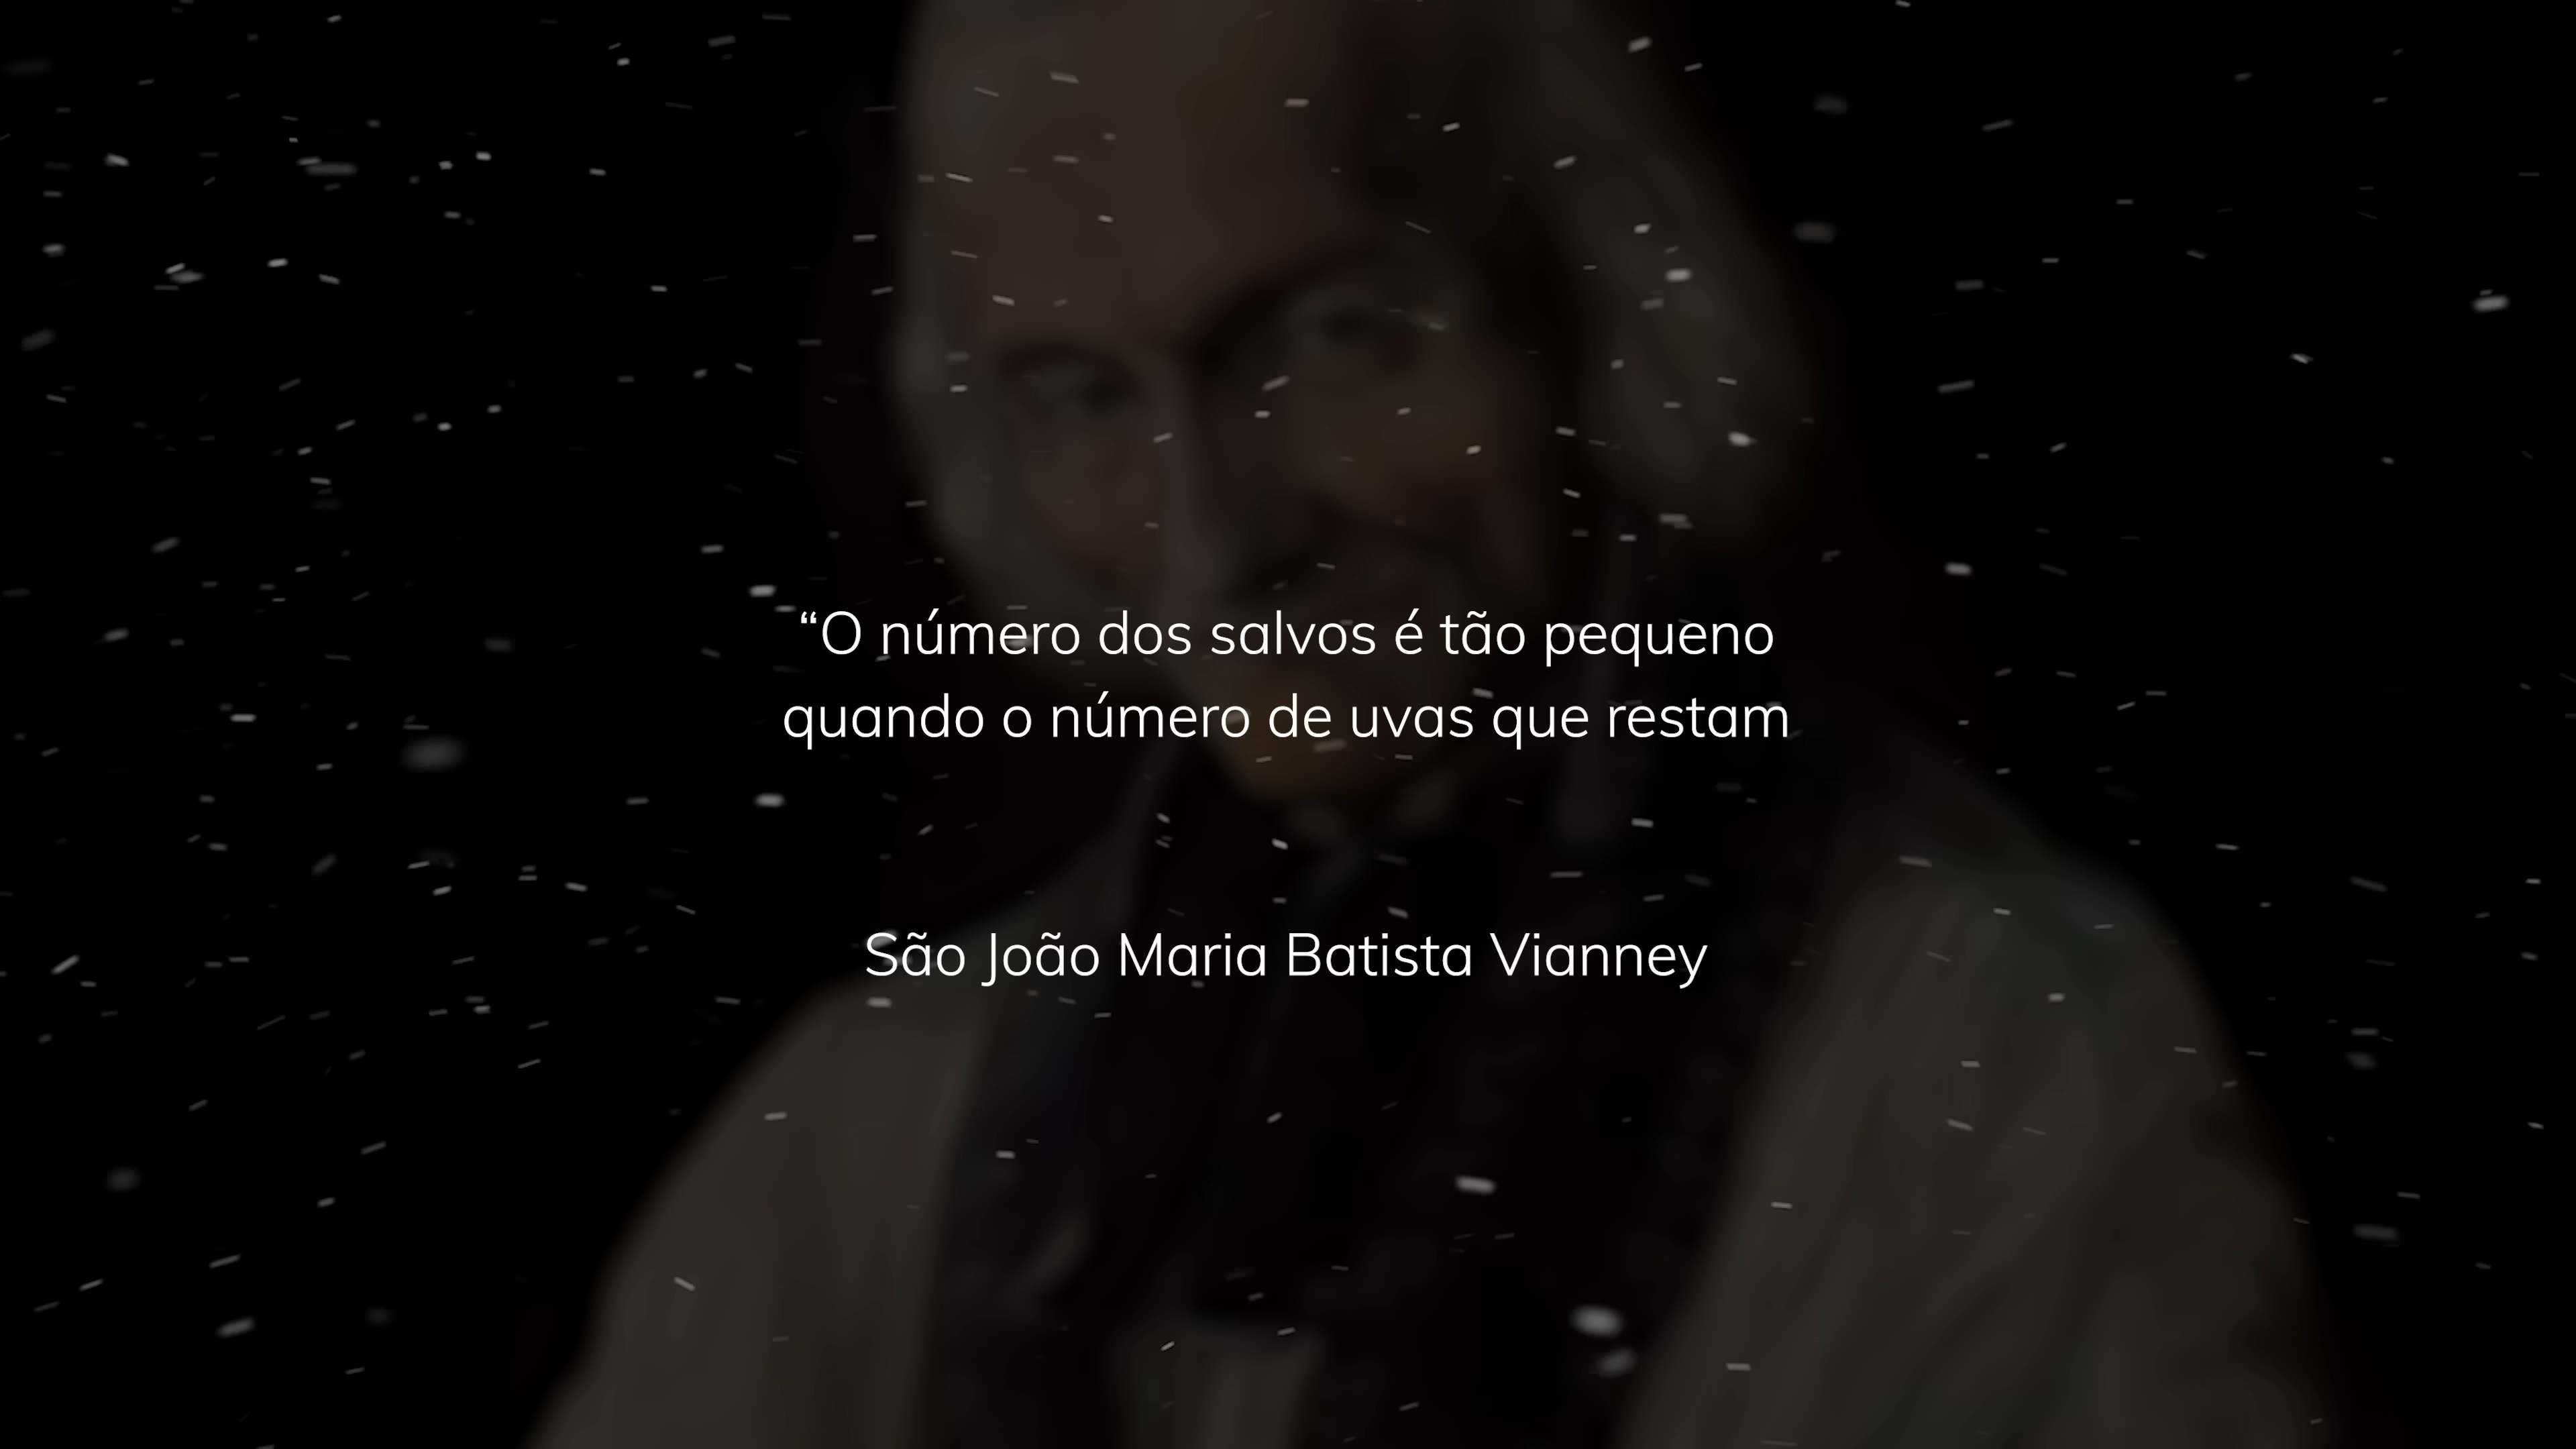 “O número dos salvos é tão pequeno
quando o número de uvas que restam
São João Maria Batista Vianney